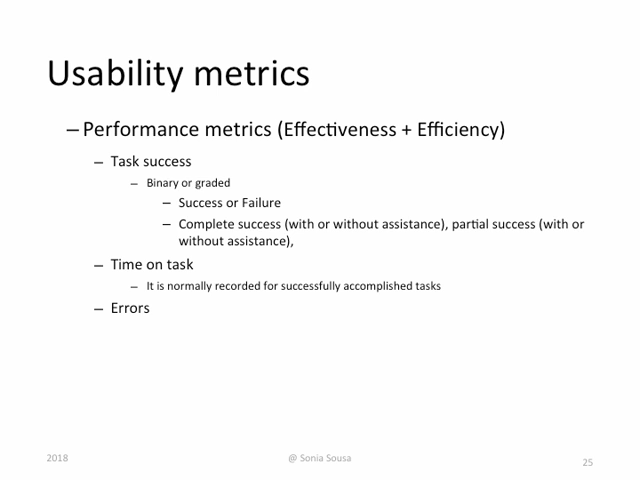 Usability metrics
– Performance metrics (Effectiveness + Efficiency)
– Task success
– Binary or graded
– Success or Failure
– Complete success (with or without assistance), partial success (with or
without assistance),
– Time on task
– It is normally recorded for successfully accomplished tasks
– Errors
2018
@ Sonia Sousa
25